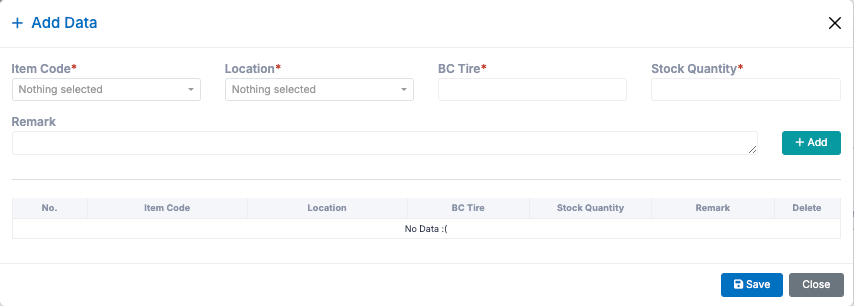 + Add Data
Item Code* Location* BC Tire* Stock Quantity*
Nothing selected Nothing selected
Remark
+ Add
No. Item Code Location BC Tire Stock Quantity Remark Delete
No Data :(
Save Close